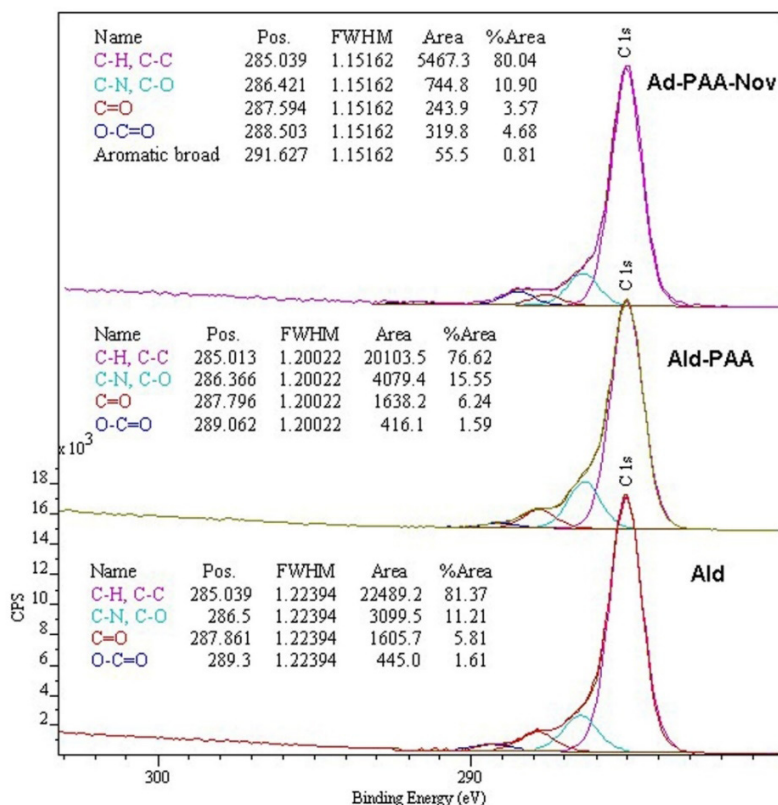 Name Pos. FWHM Area %Area
C-H, C-C 285.039 1.15162 5467.3 80.04
C-N, C-O 286.421 1.15162 744.8 10.90
C=O 287.594 1.15162 243.9 3.57
O-C=O 288.503 1.15162 319.8 4.68
Aromatic broad 291.627 1.15162 55.5 0.81
C 1s
Ad-PAA-Nov
Name Pos. FWHM Area %Area
C-H, C-C 285.013 1.20022 20103.5 76.62
C-N, C-O 286.366 1.20022 4079.4 15.55
C=O 287.796 1.20022 1638.2 6.24
O-C=O 289.062 1.20022 416.1 1.59
C 1s
Ald-PAA
x 10³
18
16
14
12
10
8
6
4
2
CPS
Name Pos. FWHM Area %Area
C-H, C-C 285.039 1.22394 22489.2 81.37
C-N, C-O 286.5 1.22394 3099.5 11.21
C=O 287.861 1.22394 1605.7 5.81
O-C=O 289.3 1.22394 445.0 1.61
C 1s
Ald
300 290
Binding Energy (eV)